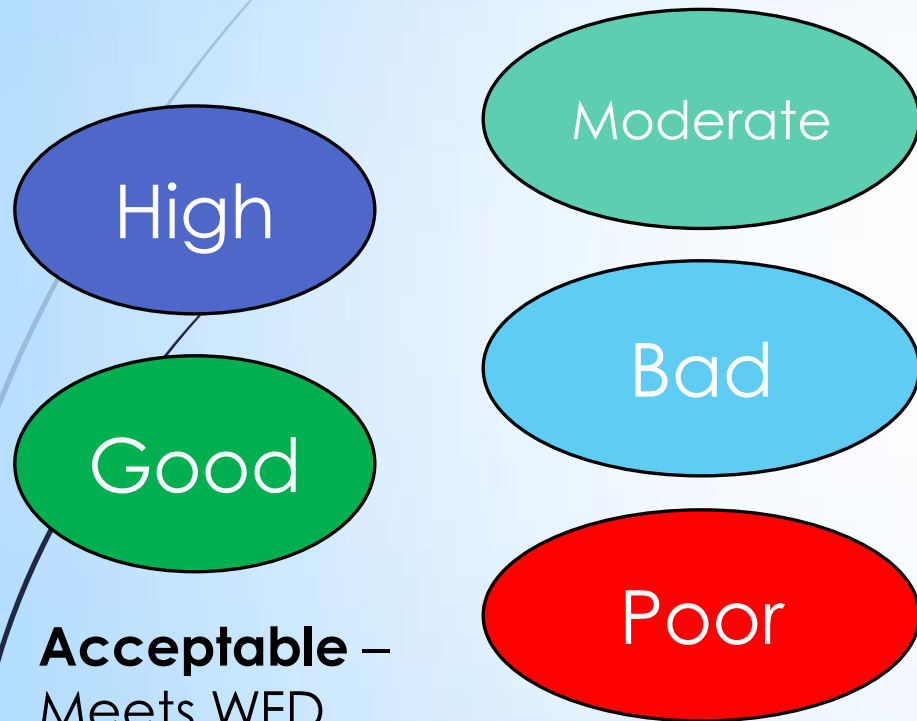 High
Good
Acceptable –
Meets WFD
Moderate
Bad
Poor